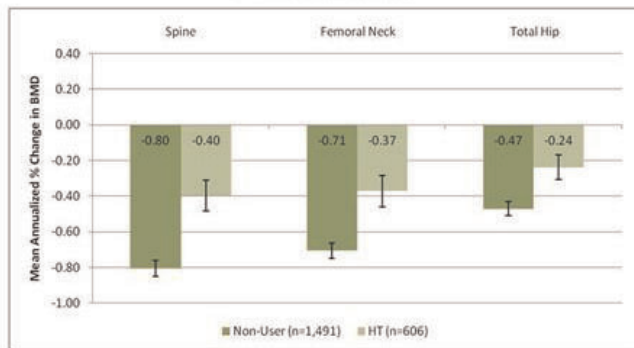 Spine Femoral Neck Total Hip
Mean Annualized % Change in BMD
0.40
0.20
0.00
-0.20
-0.40
-0.60
-0.80
-1.00
-0.80 -0.40 -0.71 -0.37 -0.47 -0.24
Non-User (n=1,491) HT (n=606)